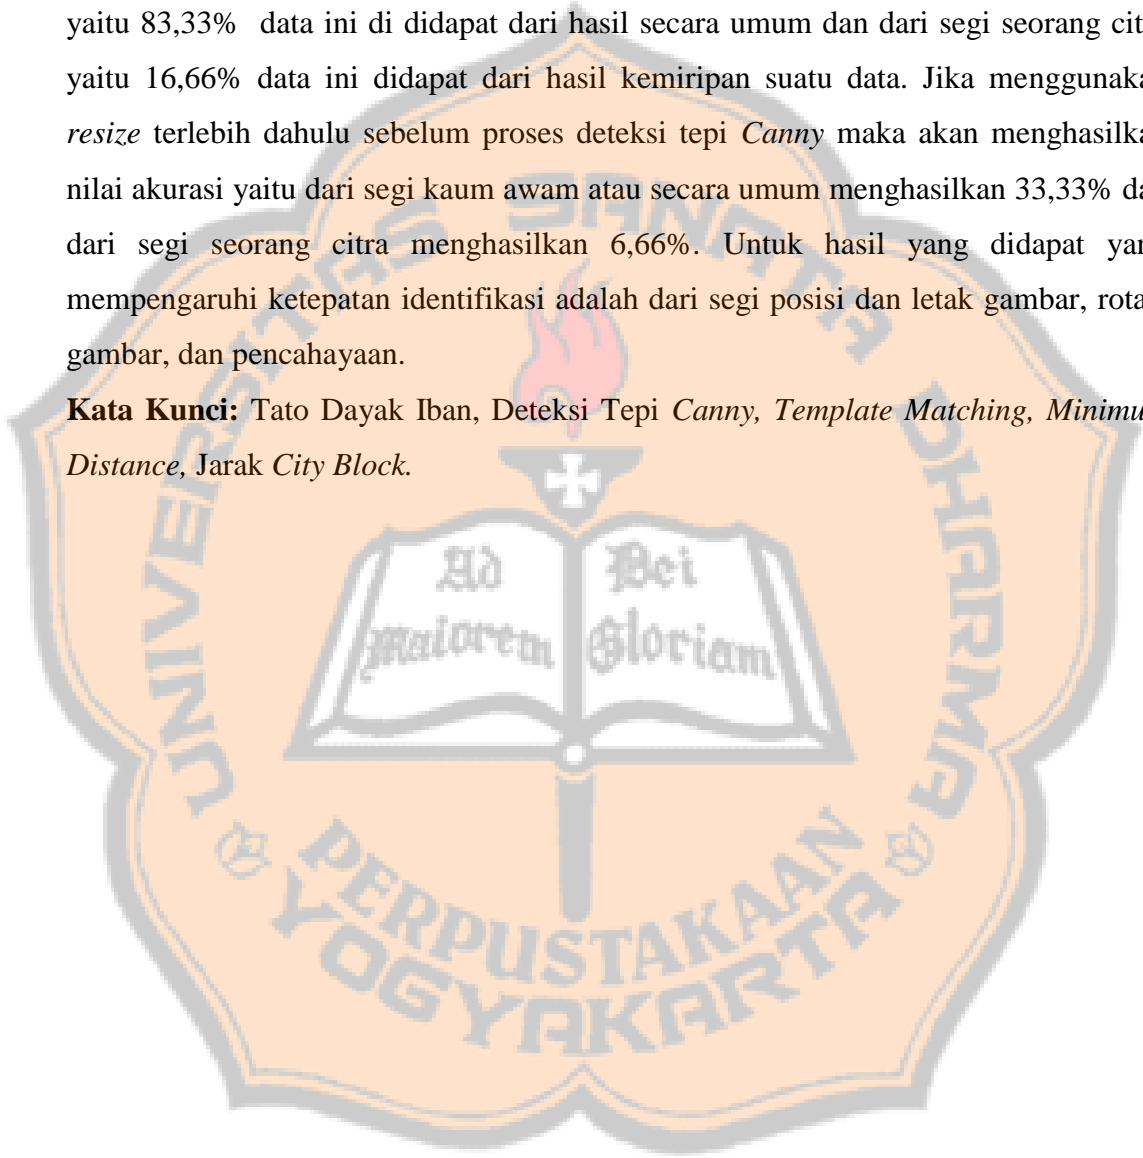 yaitu 83,33% data ini di didapat dari hasil secara umum dan dari segi seorang cit
yaitu 16,66% data ini didapat dari hasil kemiripan suatu data. Jika menggunaka
resize terlebih dahulu sebelum proses deteksi tepi Canny maka akan menghasilka
nilai akurasi yaitu dari segi kaum awam atau secara umum menghasilkan 33,33% da
dari segi seorang citra menghasilkan 6,66%. Untuk hasil yang didapat yan
mempengaruhi ketepatan identifikasi adalah dari segi posisi dan letak gambar, rota
gambar, dan pencahayaan.
Kata Kunci: Tato Dayak Iban, Deteksi Tepi Canny, Template Matching, Minimu
Distance, Jarak City Block.
UNIVERSITAS SANATA DHARMA
Ad Dei
maiorem Gloriam
PERPUSTAKAAN
YOGYAKARTA